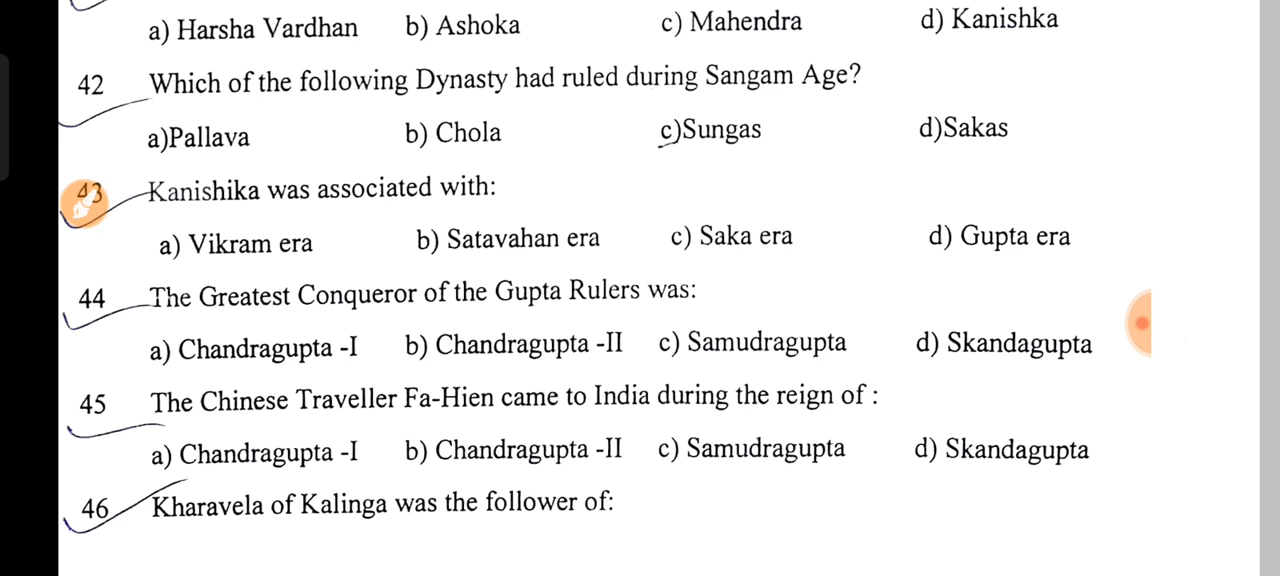 a) Harsha Vardhan b) Ashoka c) Mahendra d) Kanishka
42 Which of the following Dynasty had ruled during Sangam Age?
a)Pallava b) Chola c)Sungas d)Sakas
43 Kanishika was associated with:
a) Vikram era b) Satavahan era c) Saka era d) Gupta era
44 The Greatest Conqueror of the Gupta Rulers was:
a) Chandragupta -I b) Chandragupta -II c) Samudragupta d) Skandagupta
45 The Chinese Traveller Fa-Hien came to India during the reign of :
a) Chandragupta -I b) Chandragupta -II c) Samudragupta d) Skandagupta
46 Kharavela of Kalinga was the follower of: